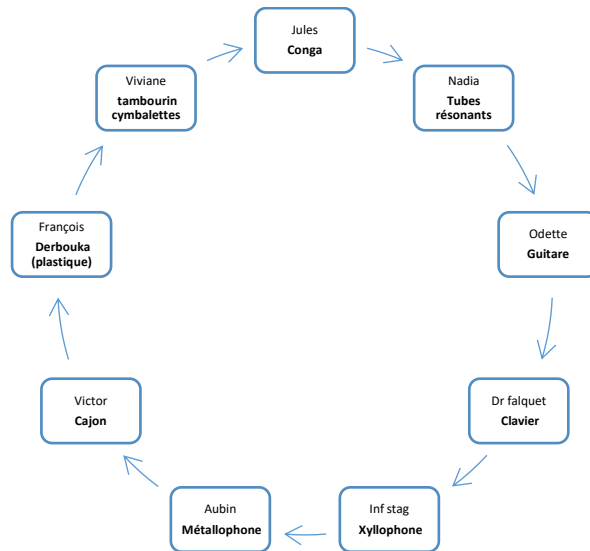 Jules
Conga
Nadia
Tubes
résonants
Odette
Guitare
Dr falquet
Clavier
Inf stag
Xyllophone
Aubin
Métallophone
Victor
Cajon
François
Derbouka
(plastique)
Viviane
tambourin
cymbalettes